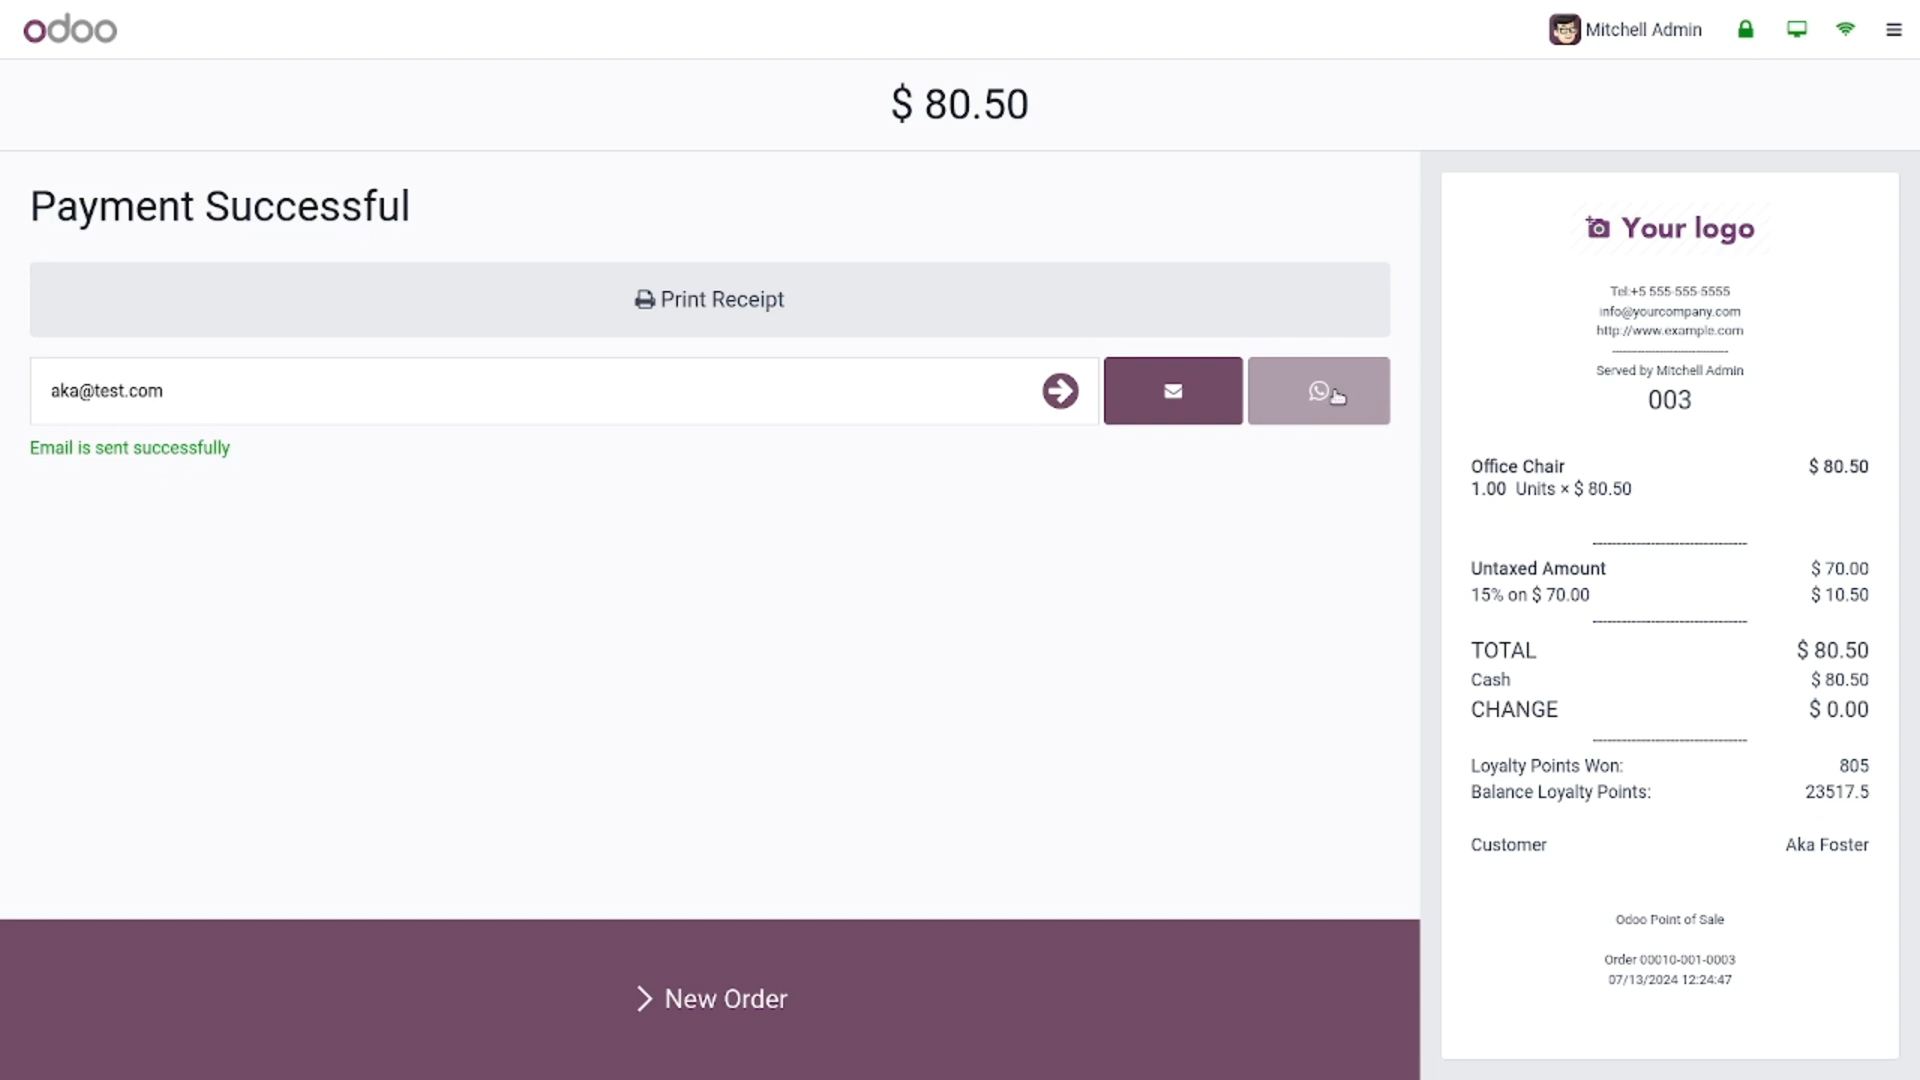 odoo
Mitchell Admin
$ 80.50
Payment Successful
Print Receipt
aka@test.com
Email is sent successfully
New Order
Your logo
Tel:+5 555-555-5555
info@yourcompany.com
http://www.example.com
--------------------------------
Served by Mitchell Admin
003
Office Chair $ 80.50
1.00 Units × $ 80.50
--------------------------------
Untaxed Amount $ 70.00
15% on $ 70.00 $ 10.50
--------------------------------
TOTAL $ 80.50
Cash $ 80.50
CHANGE $ 0.00
--------------------------------
Loyalty Points Won: 805
Balance Loyalty Points: 23517.5
Customer Aka Foster
Odoo Point of Sale
Order 00010-001-0003
07/13/2024 12:24:47